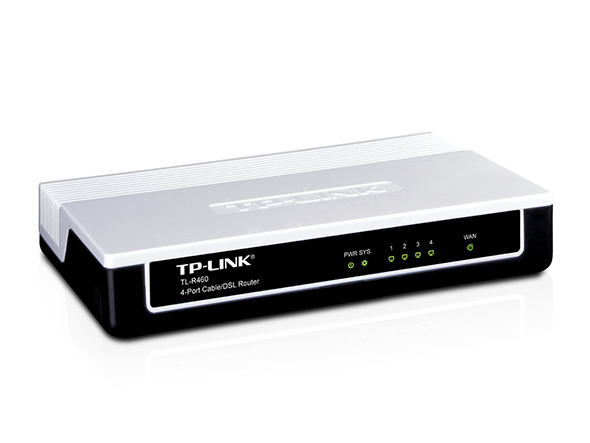 TP-LINK
TP-LINK®
TL-R460
4-Port Cable/DSL Router
PWR SYS
1 2 3 4
WAN